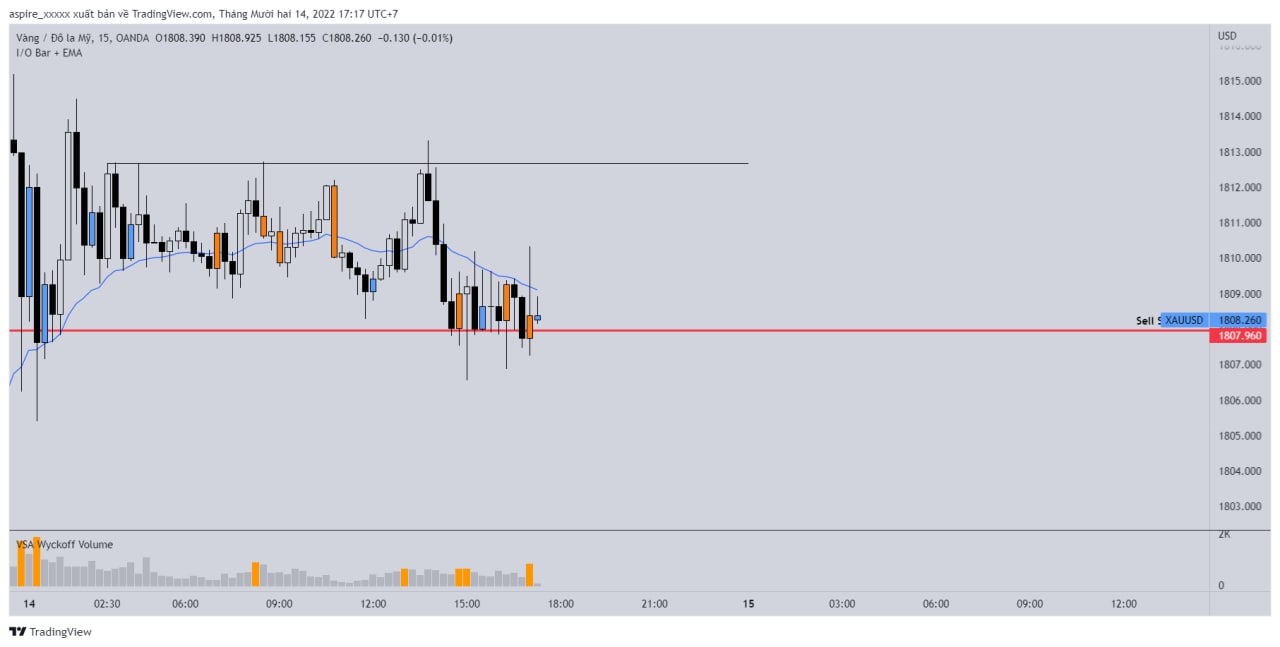 aspire_xxxxx xuất bản về TradingView.com, Tháng Mười hai 14, 2022 17:17 UTC+7
Vàng / Đô la Mỹ, 15, OANDA O1808.390 H1808.925 L1808.155 C1808.260 −0.130 (−0.01%)
I/O Bar + EMA
USD
1816.000
1815.000
1814.000
1813.000
1812.000
1811.000
1810.000
1809.000
Sell XAUUSD 1808.260
1807.960
1807.000
1806.000
1805.000
1804.000
1803.000
VSA Wyckoff Volume
2K
0
14 02:30 06:00 09:00 12:00 15:00 18:00 21:00 15 03:00 06:00 09:00 12:00
TradingView